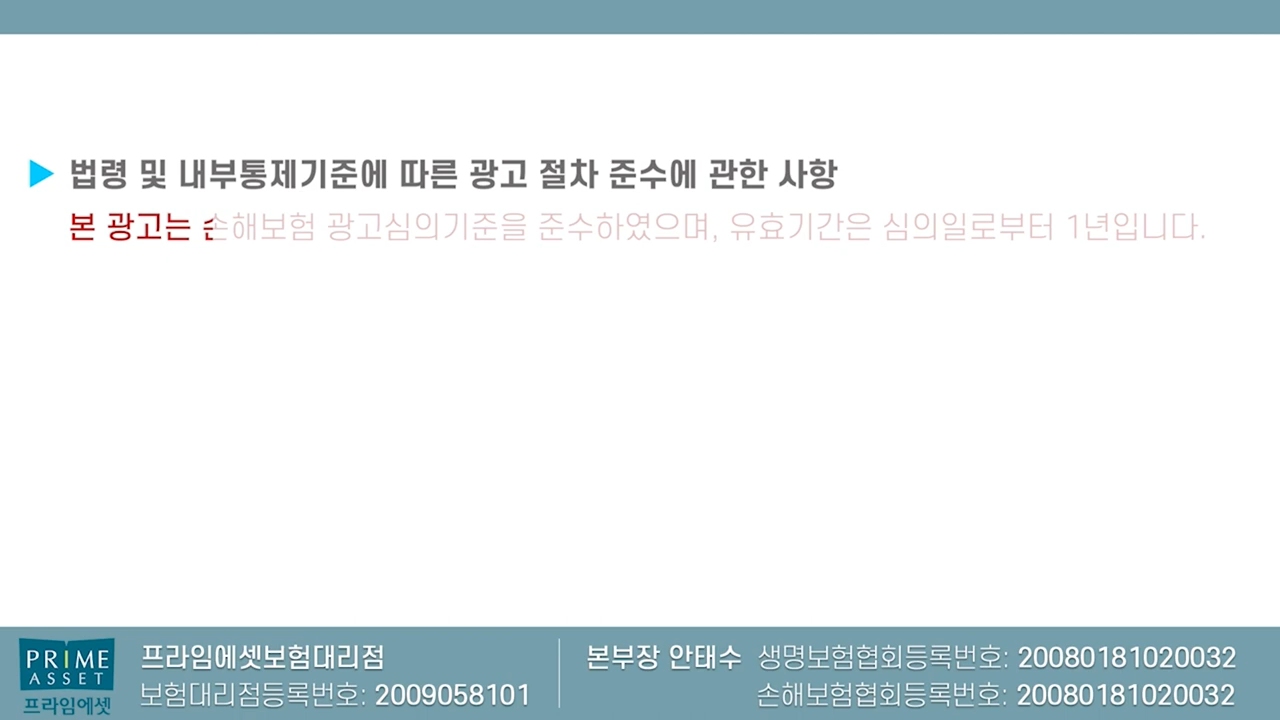 ▶ 법령 및 내부통제기준에 따른 광고 절차 준수에 관한 사항
본 광고는 손해보험 광고심의기준을 준수하였으며, 유효기간은 심의일로부터 1년입니다.
PRIME
ASSET
프라임에셋
프라임에셋보험대리점
보험대리점등록번호: 2009058101
본부장 안태수 생명보험협회등록번호: 20080181020032
손해보험협회등록번호: 20080181020032